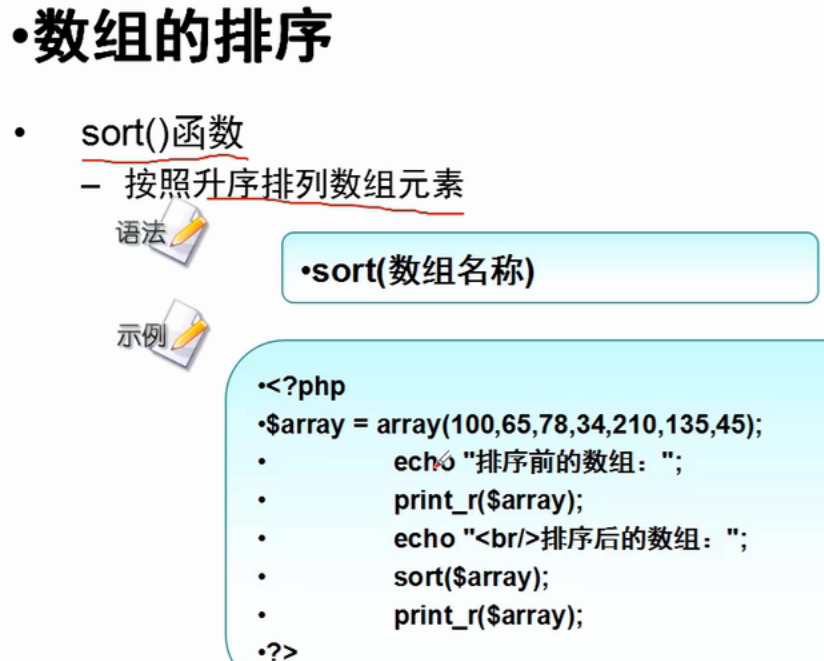 •数组的排序
• sort()函数
– 按照升序排列数组元素
语法
•sort(数组名称)
示例
•<?php
•$array = array(100,65,78,34,210,135,45);
• echo "排序前的数组：";
• print_r($array);
• echo "<br/>排序后的数组：";
• sort($array);
• print_r($array);
•?>